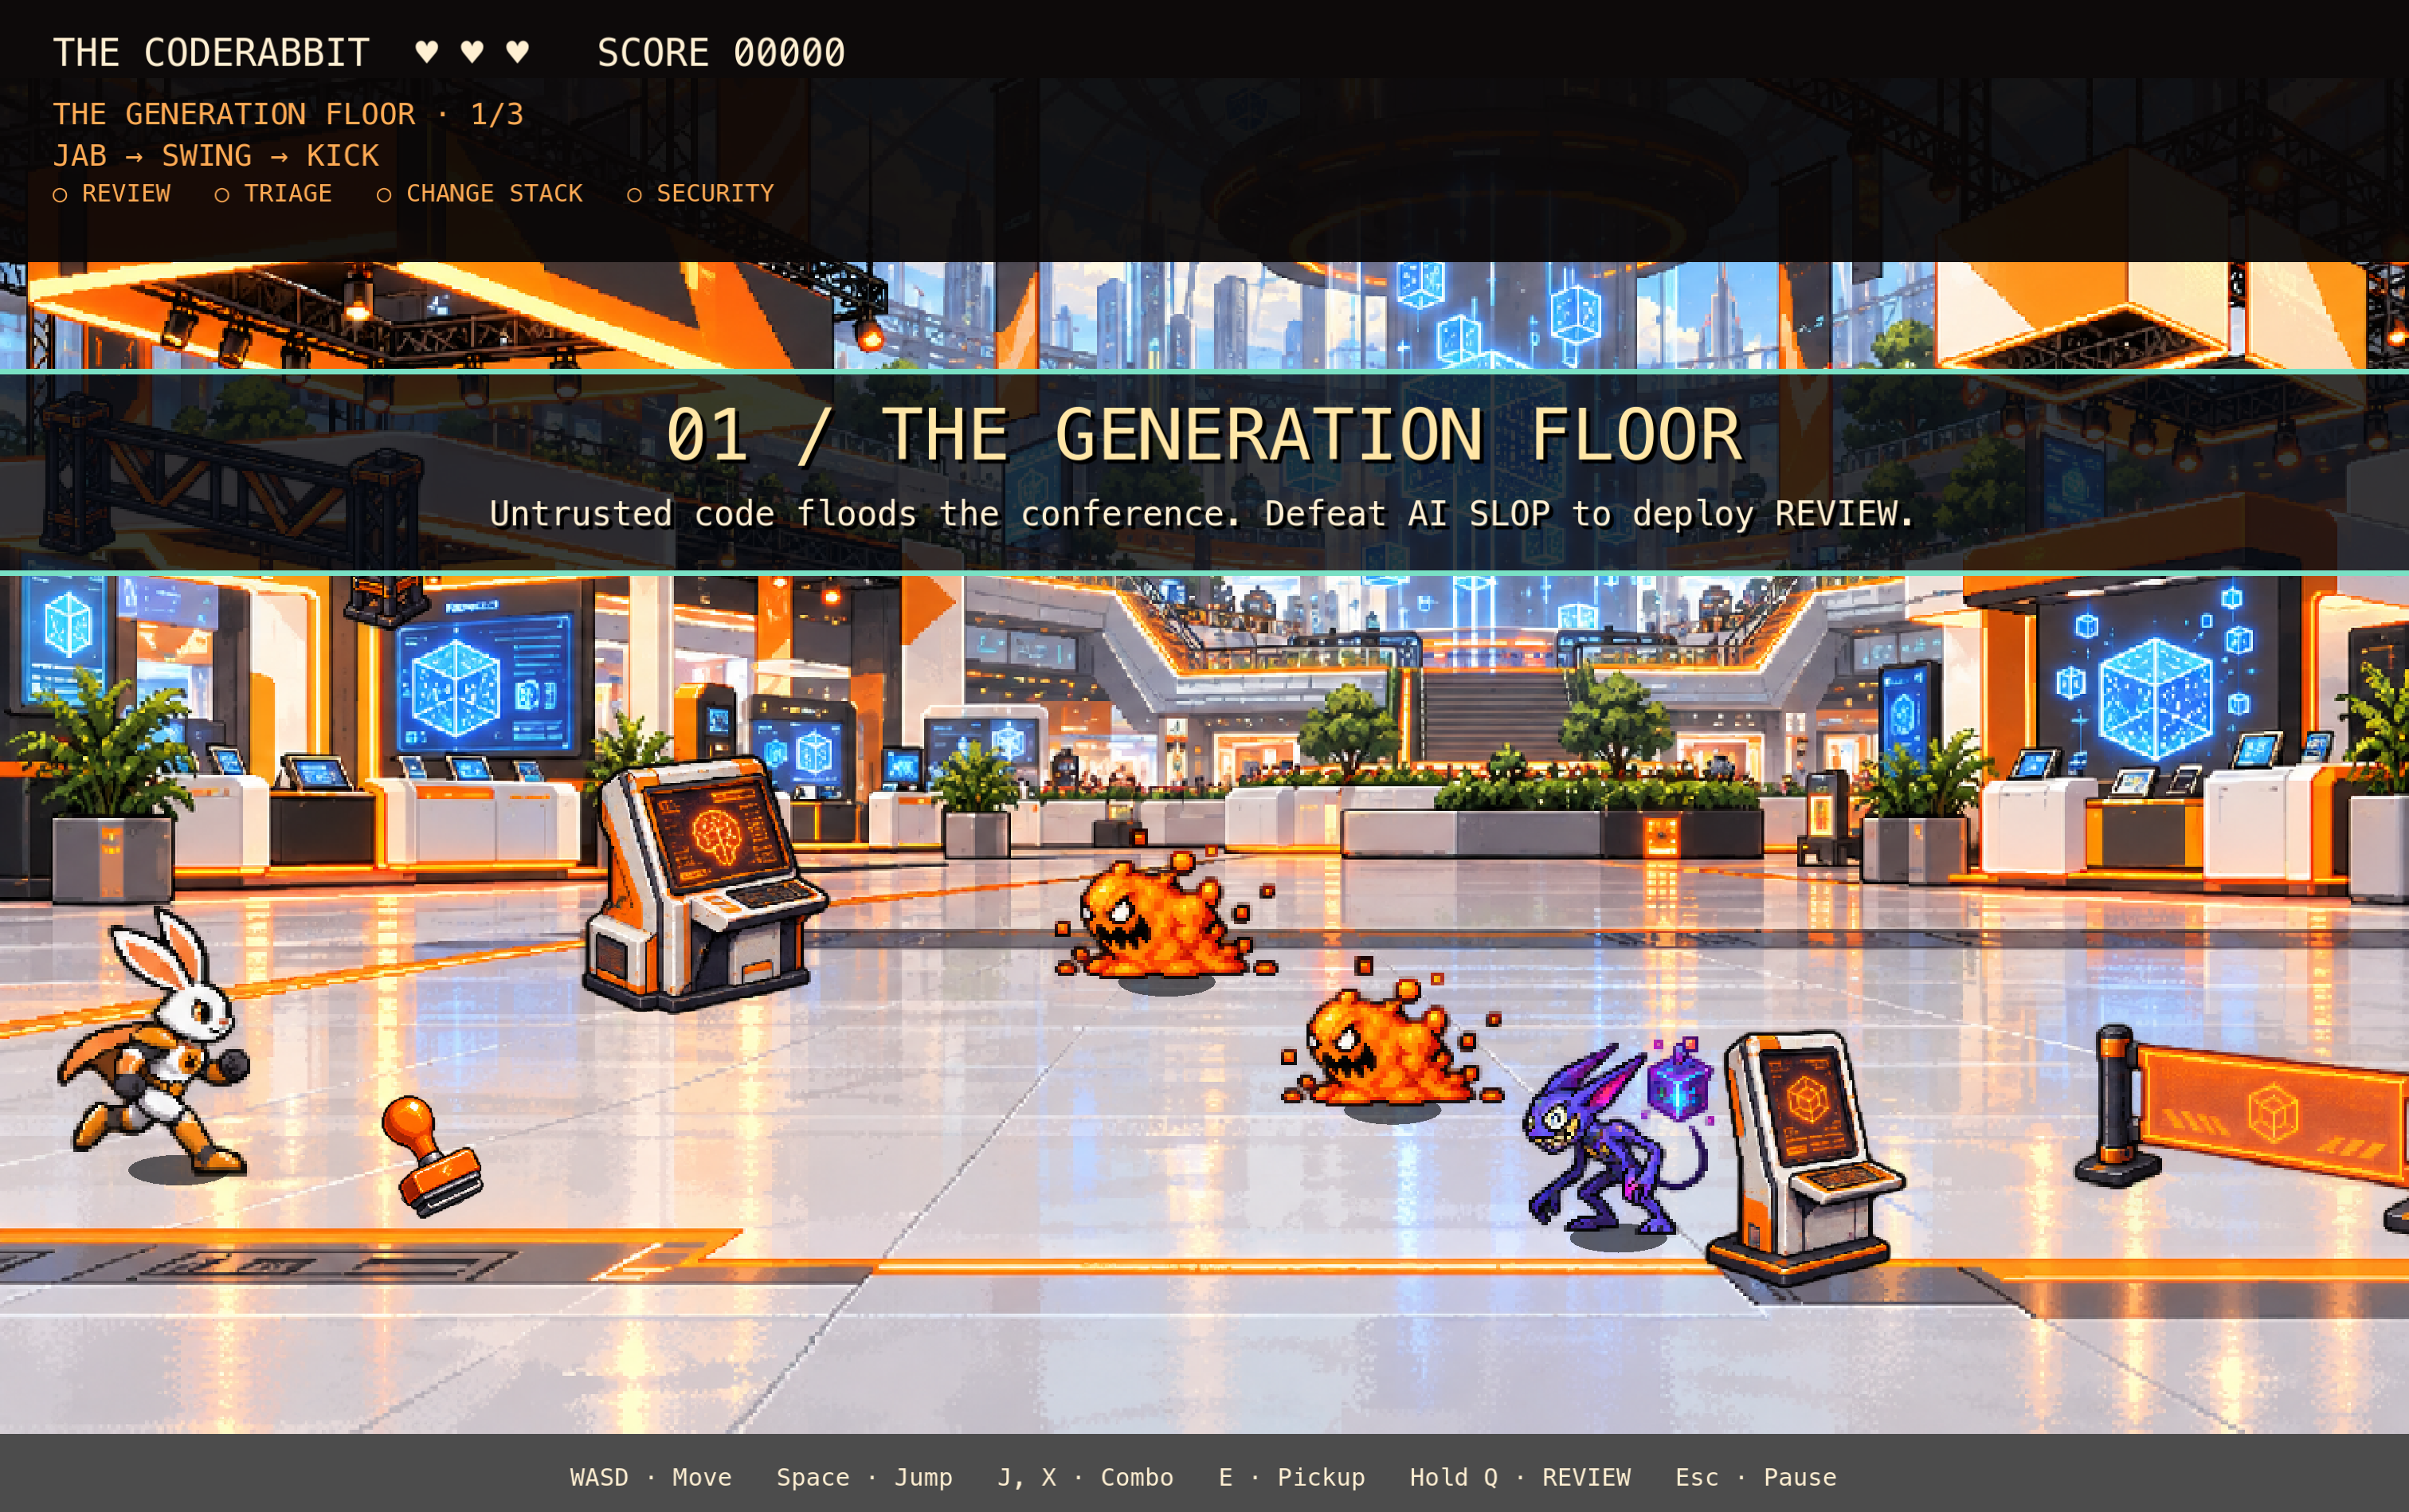 THE CODERABBIT ♥ ♥ ♥ SCORE 00000
THE GENERATION FLOOR · 1/3
JAB → SWING → KICK
○ REVIEW ○ TRIAGE ○ CHANGE STACK ○ SECURITY
01 / THE GENERATION FLOOR
Untrusted code floods the conference. Defeat AI SLOP to deploy REVIEW.
WASD · Move Space · Jump J, X · Combo E · Pickup Hold Q · REVIEW Esc · Pause